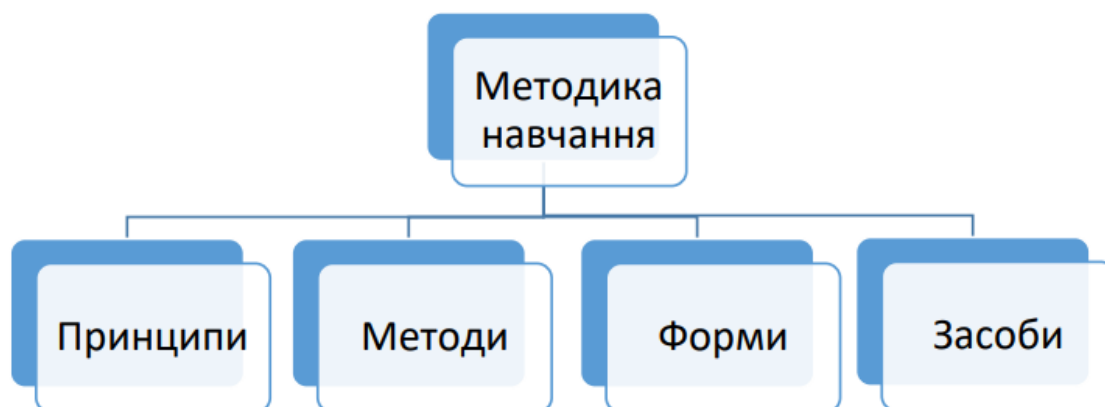 Методика
навчання
Принципи
Методи
Форми
Засоби